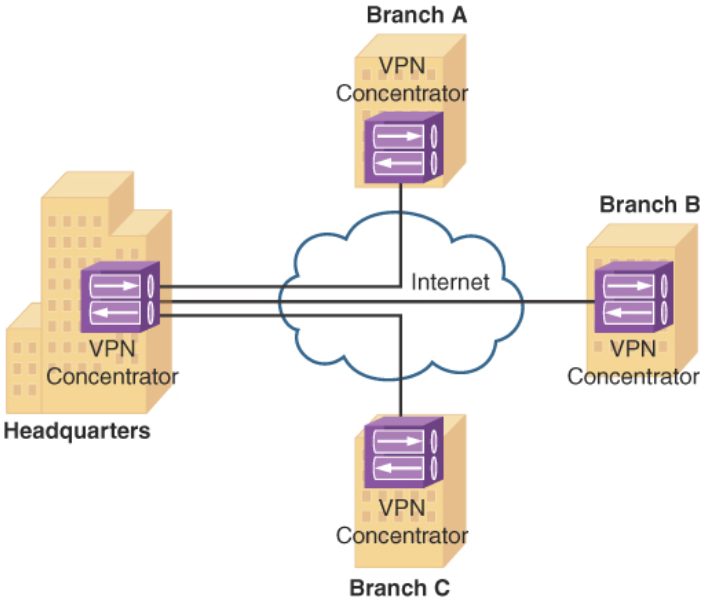 Branch A
VPN
Concentrator
Branch B
Internet
VPN
Concentrator
VPN
Concentrator
Headquarters
VPN
Concentrator
Branch C